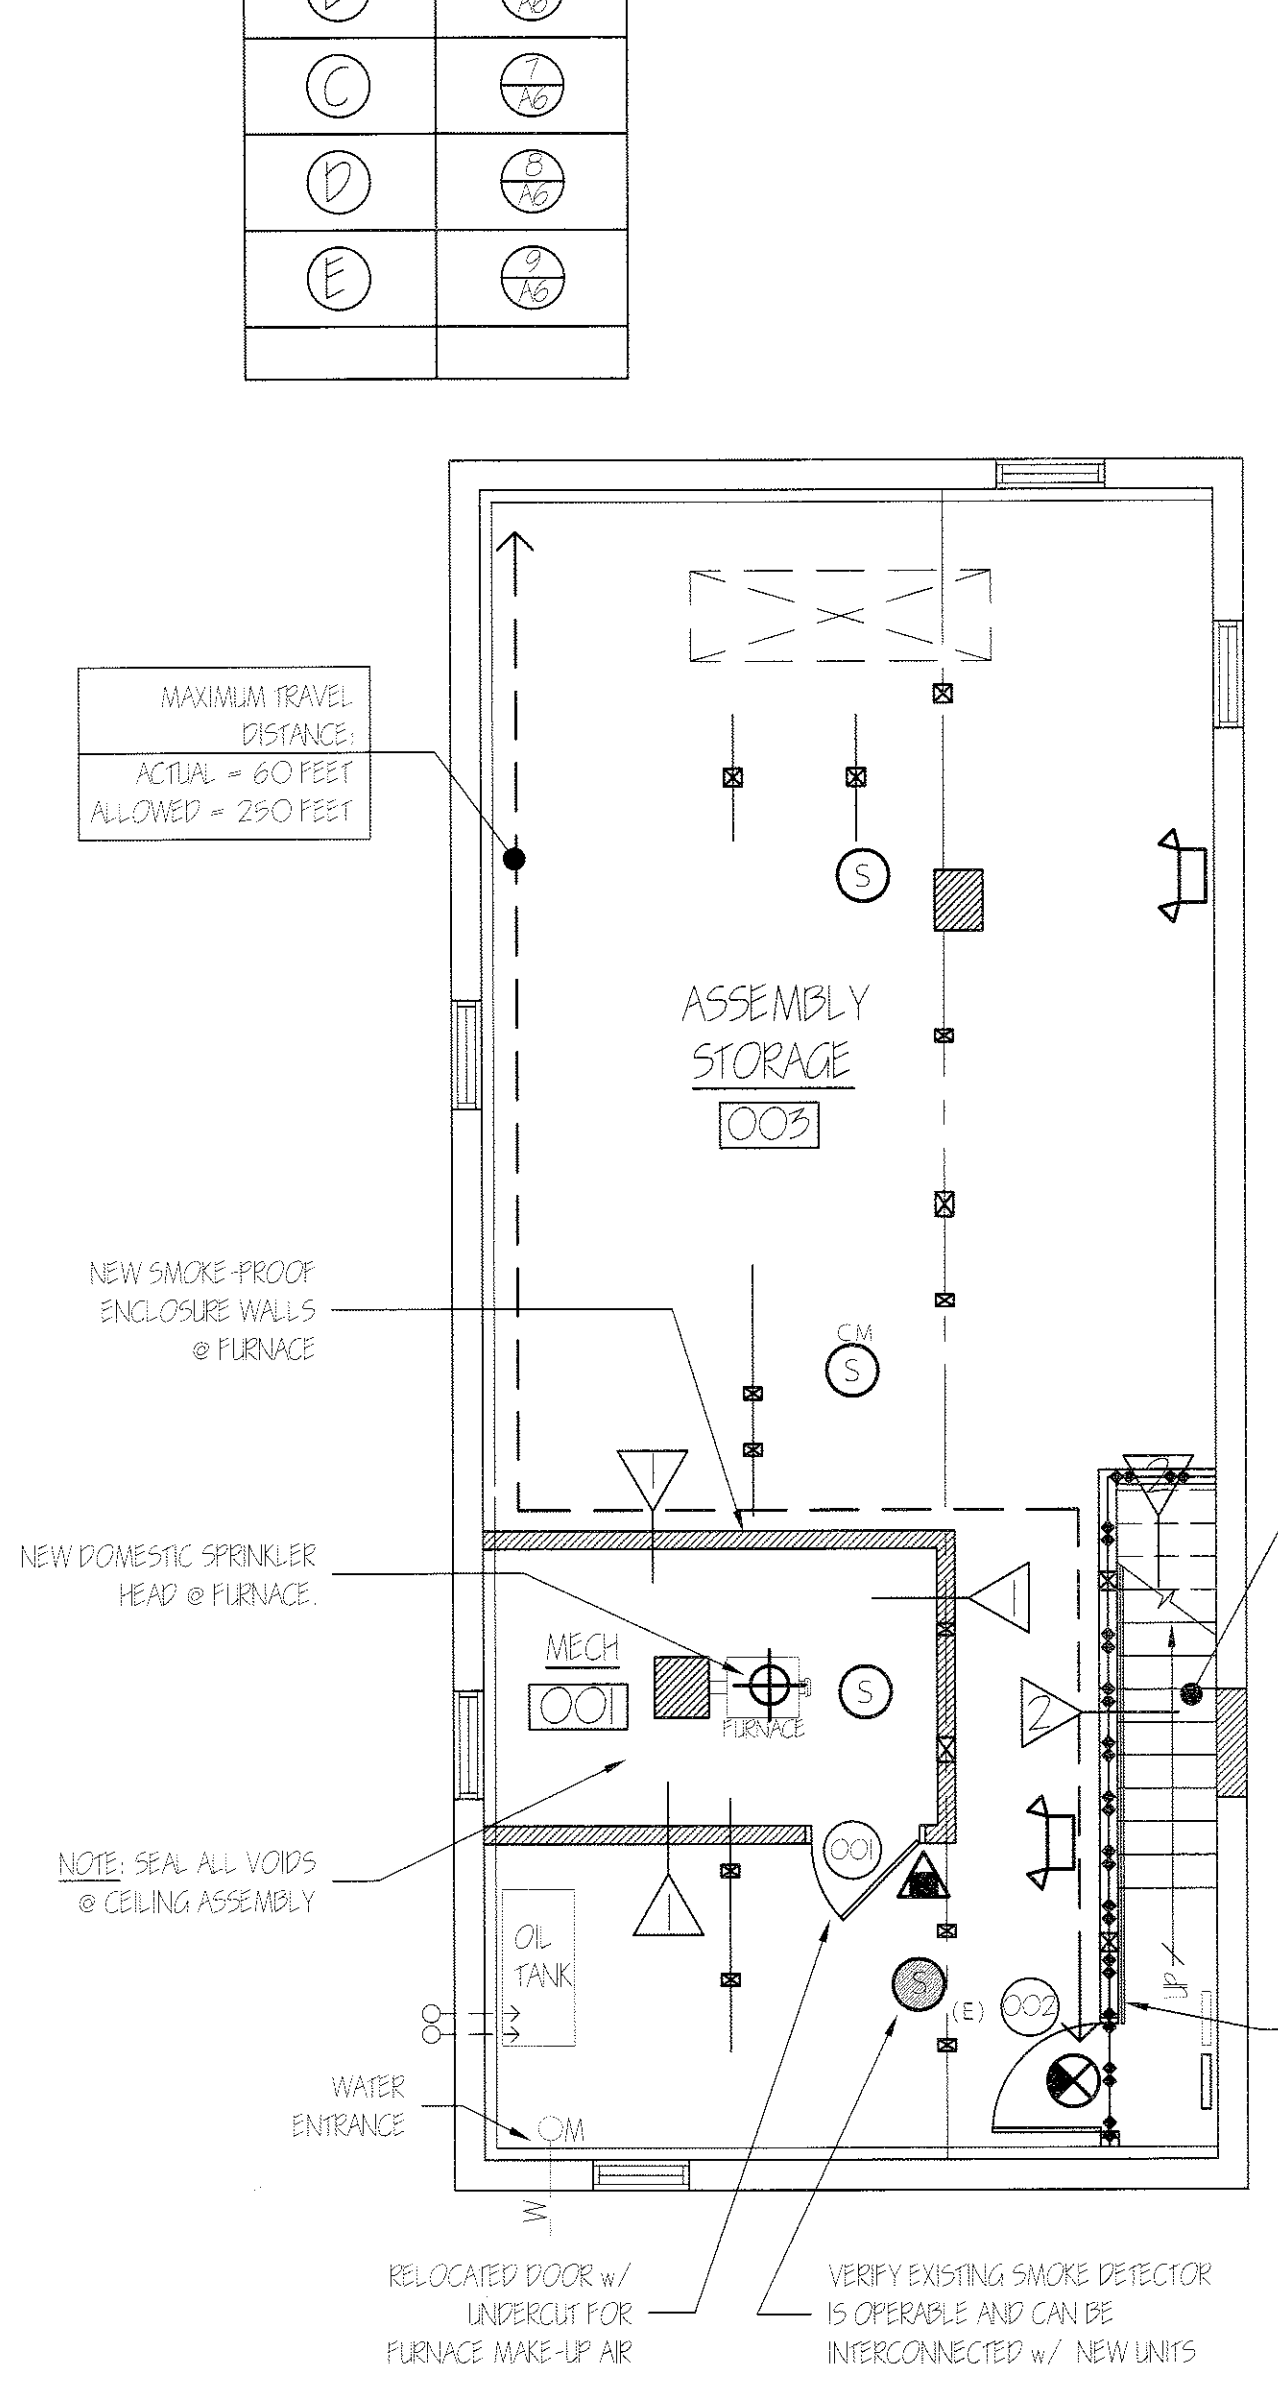 A6
C
7
A6
D
8
A6
E
9
A6
MAXIMUM TRAVEL
DISTANCE:
ACTUAL = 60 FEET
ALLOWED = 250 FEET
S
ASSEMBLY
STORAGE
003
NEW SMOKE-PROOF
ENCLOSURE WALLS
@ FURNACE
CM
S
1
2
NEW DOMESTIC SPRINKLER
HEAD @ FURNACE.
1
MECH
001
S
FURNACE
2
NOTE: SEAL ALL VOIDS
@ CEILING ASSEMBLY
001
1
OIL
TANK
S
(E)
002
UP
WATER
ENTRANCE
M
W
RELOCATED DOOR w/
UNDERCUT FOR
FURNACE MAKE-UP AIR
VERIFY EXISTING SMOKE DETECTOR
IS OPERABLE AND CAN BE
INTERCONNECTED w/ NEW UNITS